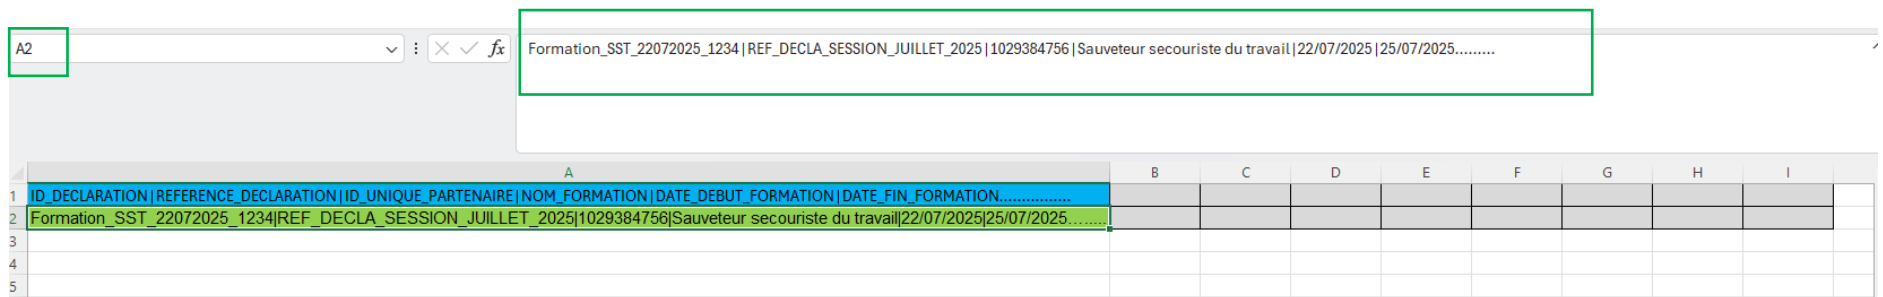 A2
fx
Formation_SST_22072025_1234|REF_DECLA_SESSION_JUILLET_2025|1029384756|Sauveteur secouriste du travail|22/07/2025|25/07/2025.........
A B C D E F G H I
1 ID_DECLARATION|REFERENCE_DECLARATION|ID_UNIQUE_PARTENAIRE|NOM_FORMATION|DATE_DEBUT_FORMATION|DATE_FIN_FORMATION................
2 Formation_SST_22072025_1234|REF_DECLA_SESSION_JUILLET_2025|1029384756|Sauveteur secouriste du travail|22/07/2025|25/07/2025.........
3
4
5